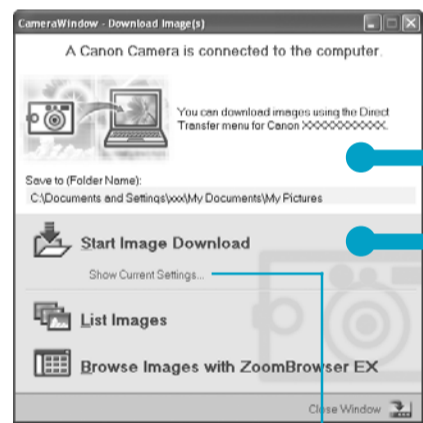 CameraWindow - Download Image(s)
A Canon Camera is connected to the computer.
You can download images using the Direct
Transfer menu for Canon XXXXXXXXXXX.
Save to (Folder Name):
C:\Documents and Settings\xxx\My Documents\My Pictures
Start Image Download
Show Current Settings...
List Images
Browse Images with ZoomBrowser EX
Close Window